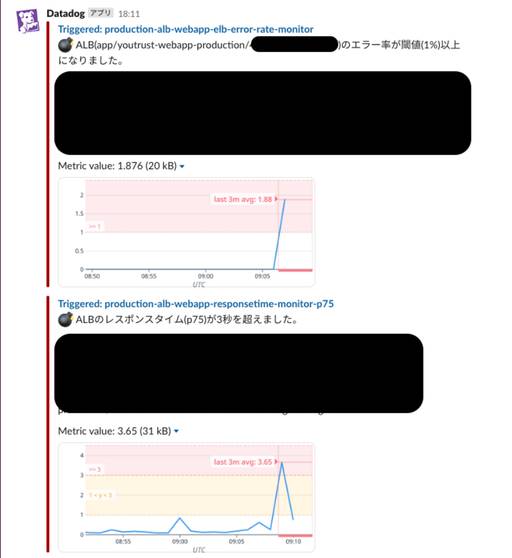 Datadog アプリ 18:11
Triggered: production-alb-webapp-elb-error-rate-monitor
ALB(app/youtrust-webapp-production/ )のエラー率が閾値(1%)以上
になりました。
Metric value: 1.876 (20 kB)
last 3m avg: 1.88
2
1.5
>= 1
1
0.5
0
08:50 08:55 09:00 09:05
UTC
Triggered: production-alb-webapp-responsetime-monitor-p75
ALBのレスポンスタイム(p75)が3秒を超えました。
Metric value: 3.65 (31 kB)
last 3m avg: 3.65
4
>= 3
3
2
1 < y < 3
1
0
08:55 09:00 09:05 09:10
UTC